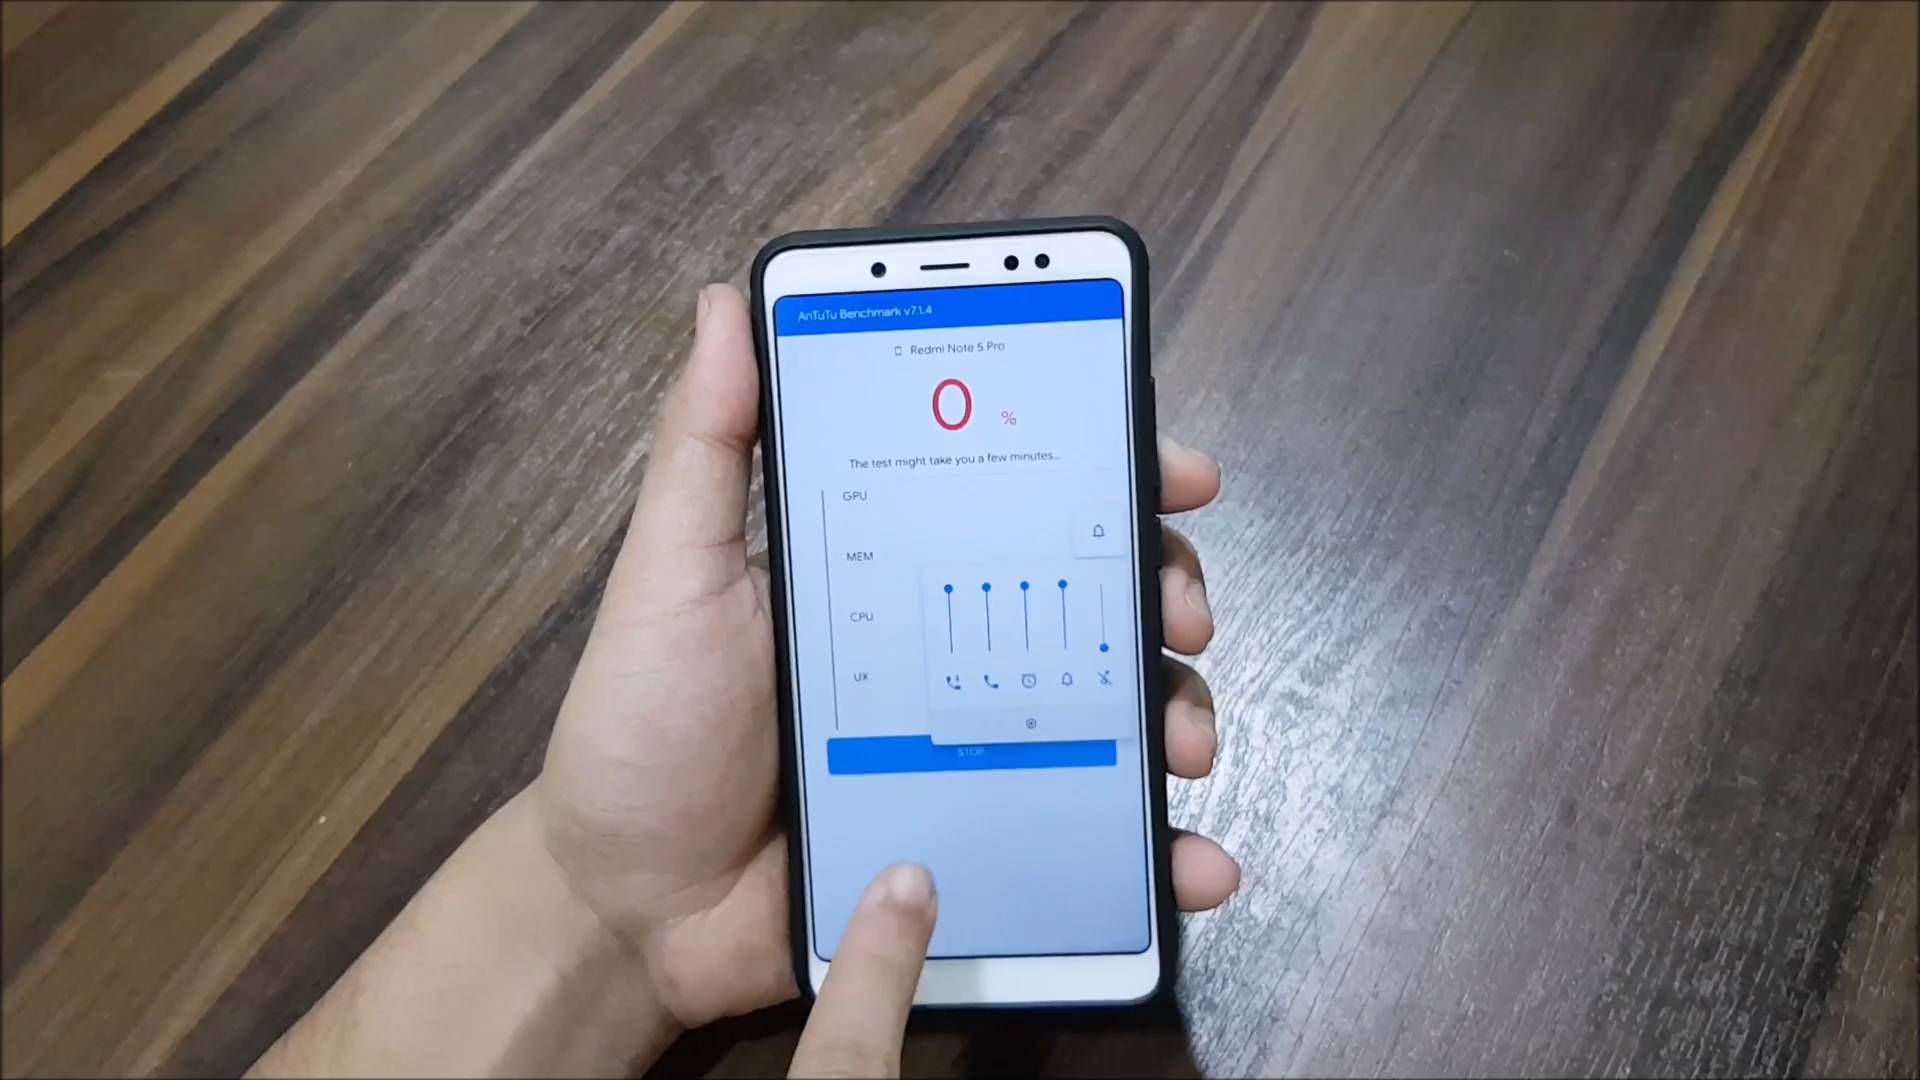 AnTuTu Benchmark v7.1.4
Redmi Note 5 Pro
0 %
The test might take you a few minutes...
GPU
MEM
CPU
UX
STOP